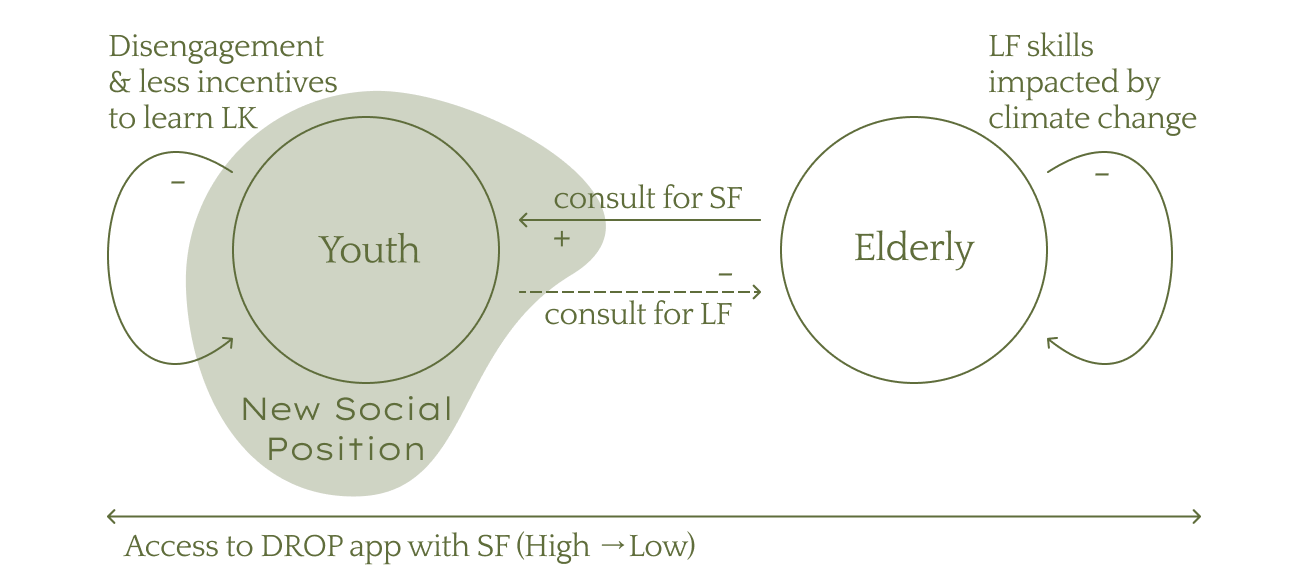 Disengagement
& less incentives
to learn LK
LF skills
impacted by
climate change
–
–
consult for SF
+
Youth
Elderly
–
consult for LF
New Social
Position
Access to DROP app with SF (High →Low)